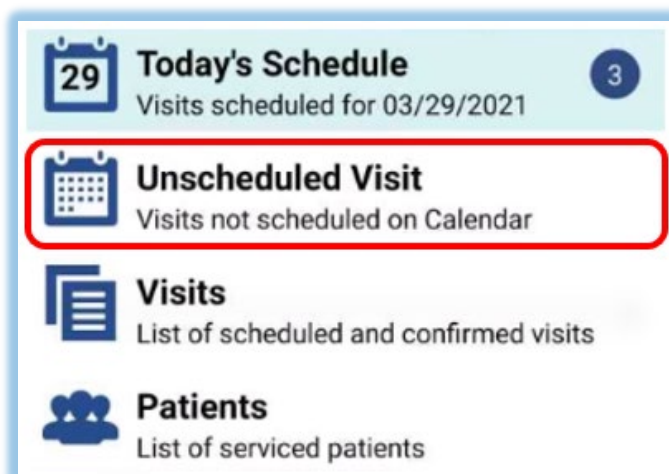 29
Today's Schedule
3
Visits scheduled for 03/29/2021
Unscheduled Visit
Visits not scheduled on Calendar
Visits
List of scheduled and confirmed visits
Patients
List of serviced patients